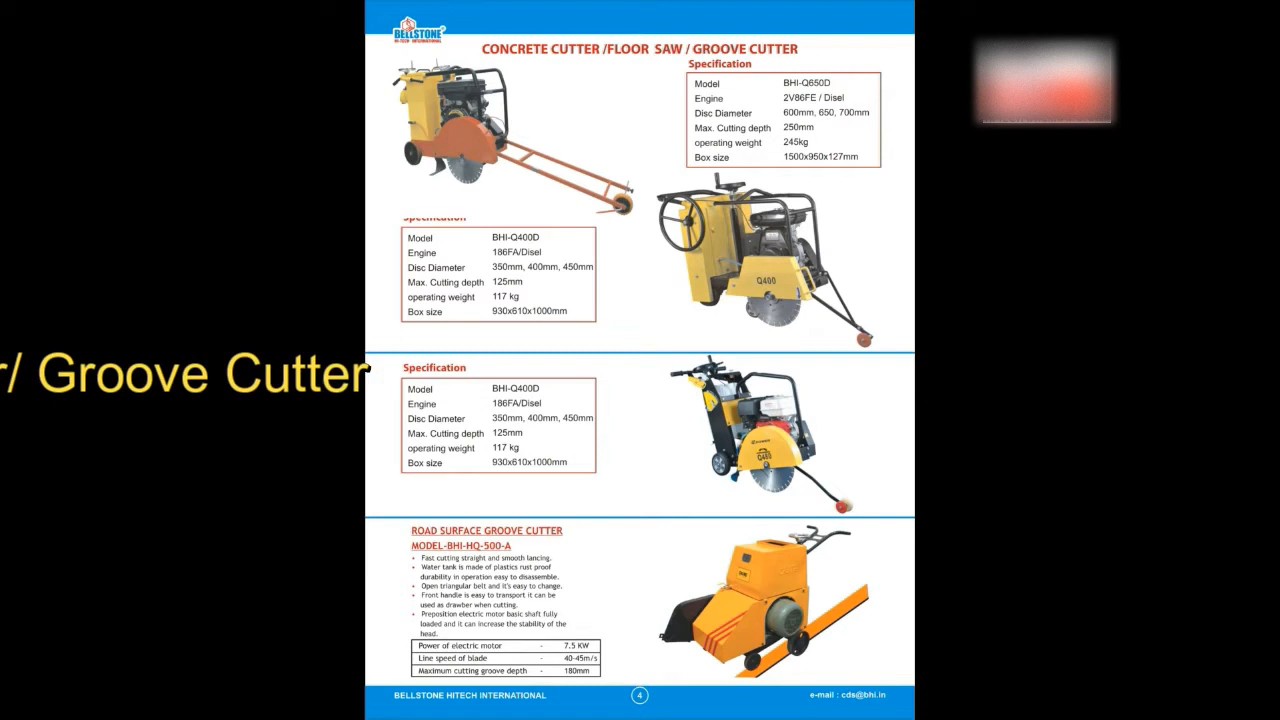 BELLSTONE
HI-TECH INTERNATIONAL
CONCRETE CUTTER /FLOOR SAW / GROOVE CUTTER
Specification
Model BHI-Q650D
Engine 2V86FE / Disel
Disc Diameter 600mm, 650, 700mm
Max. Cutting depth 250mm
operating weight 245kg
Box size 1500x950x127mm
Specification
Model BHI-Q400D
Engine 186FA/Disel
Disc Diameter 350mm, 400mm, 450mm
Max. Cutting depth 125mm
operating weight 117 kg
Box size 930x610x1000mm
Q400
r/ Groove Cutter
Specification
Model BHI-Q400D
Engine 186FA/Disel
Disc Diameter 350mm, 400mm, 450mm
Max. Cutting depth 125mm
operating weight 117 kg
Box size 930x610x1000mm
Q400
ROAD SURFACE GROOVE CUTTER
MODEL-BHI-HQ-500-A
• Fast cutting straight and smooth lancing.
• Water tank is made of plastics rust proof
durability in operation easy to disassemble.
• Open triangular belt and it's easy to change.
• Front handle is easy to transport it can be
used as drawber when cutting.
• Preposition electric motor basic shaft fully
loaded and it can increase the stability of the
head.
Power of electric motor - 7.5 KW
Line speed of blade - 40-45m/s
Maximum cutting groove depth - 180mm
BELLSTONE HITECH INTERNATIONAL 4 e-mail : cds@bhi.in